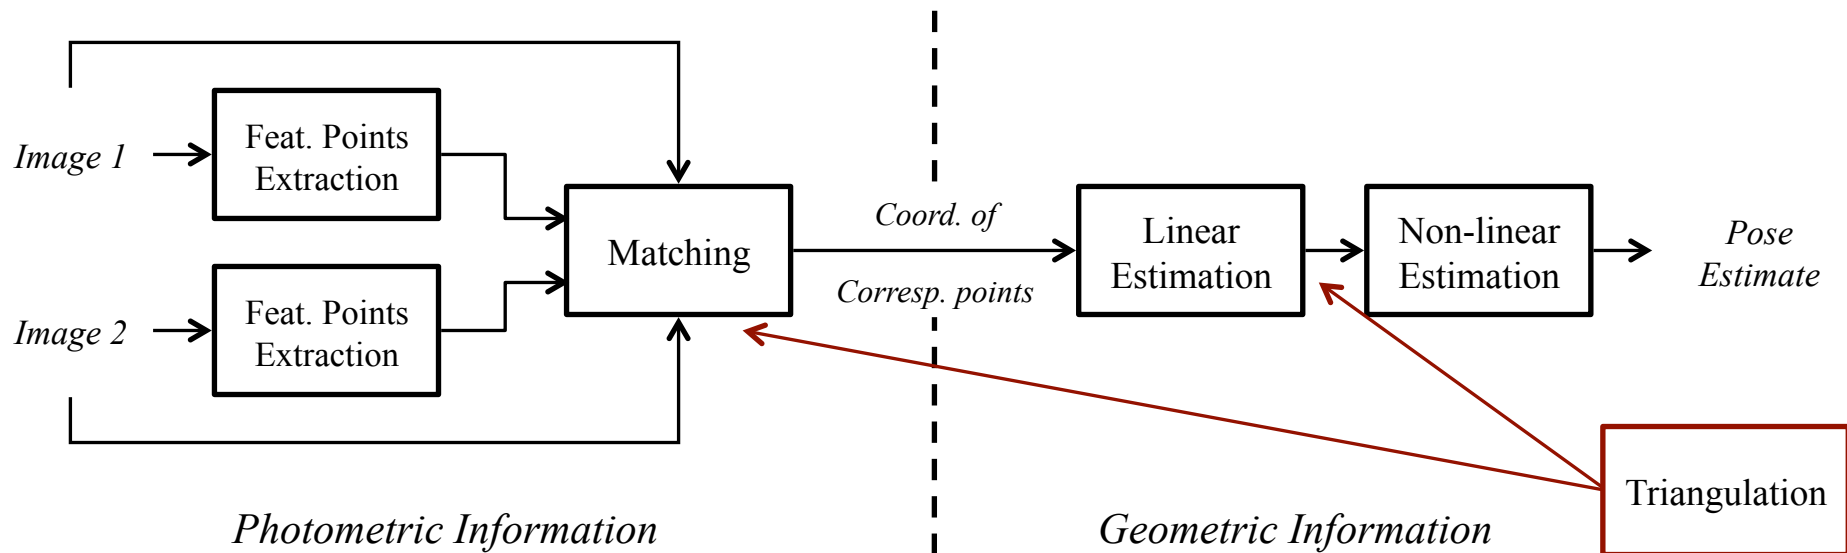 Image 1
Feat. Points
Extraction
Image 2
Feat. Points
Extraction
Matching
Coord. of
Corresp. points
Linear
Estimation
Non-linear
Estimation
Pose
Estimate
Triangulation
Photometric Information
Geometric Information